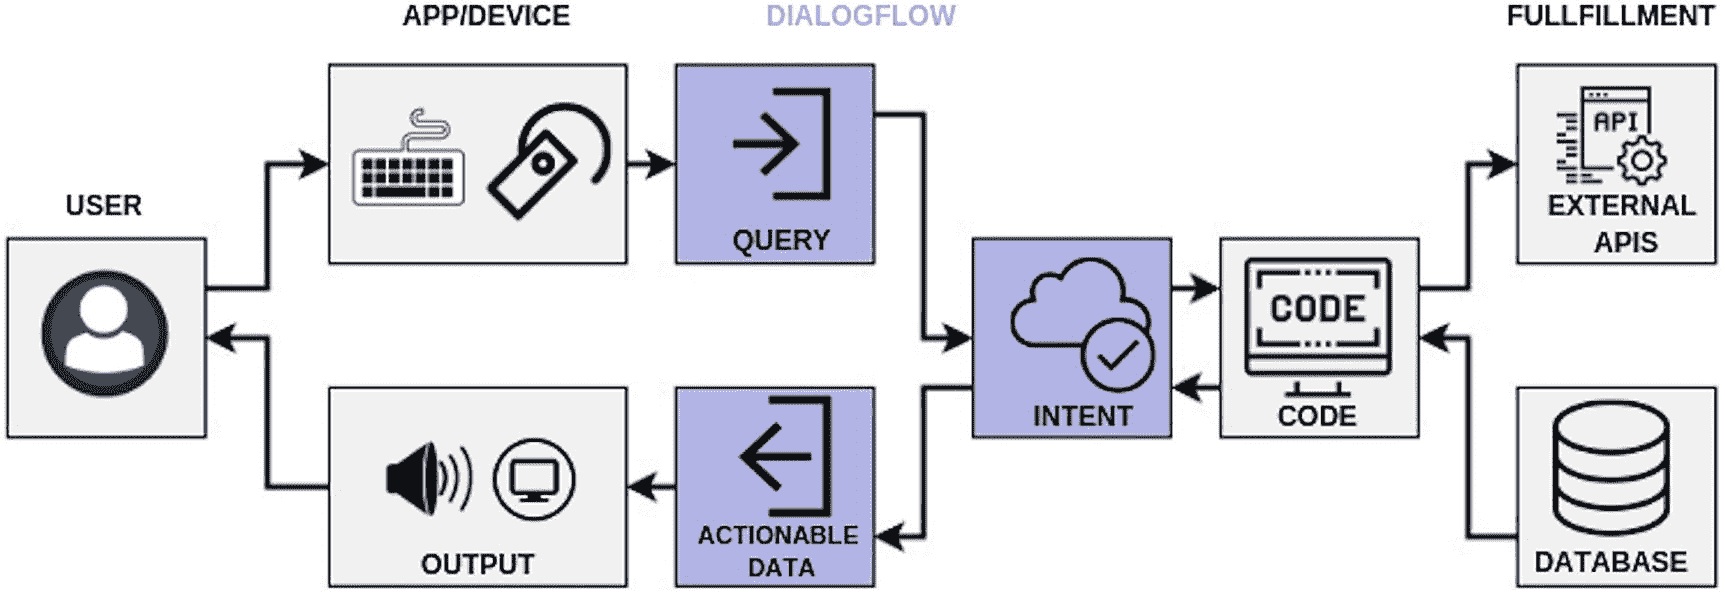 APP/DEVICE
DIALOGFLOW
FULLFILLMENT
USER
QUERY
API
EXTERNAL
APIS
CODE
INTENT
CODE
OUTPUT
ACTIONABLE
DATA
DATABASE